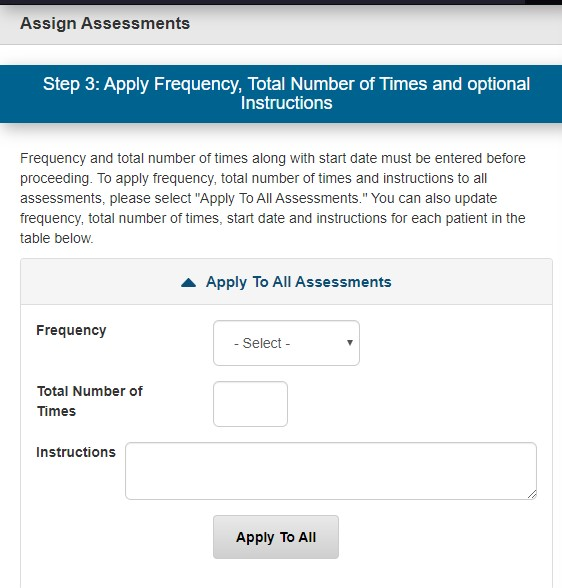 Assign Assessments
Step 3: Apply Frequency, Total Number of Times and optional
Instructions
Frequency and total number of times along with start date must be entered before
proceeding. To apply frequency, total number of times and instructions to all
assessments, please select "Apply To All Assessments." You can also update
frequency, total number of times, start date and instructions for each patient in the
table below.
Apply To All Assessments
Frequency
- Select -
Total Number of
Times
Instructions
Apply To All